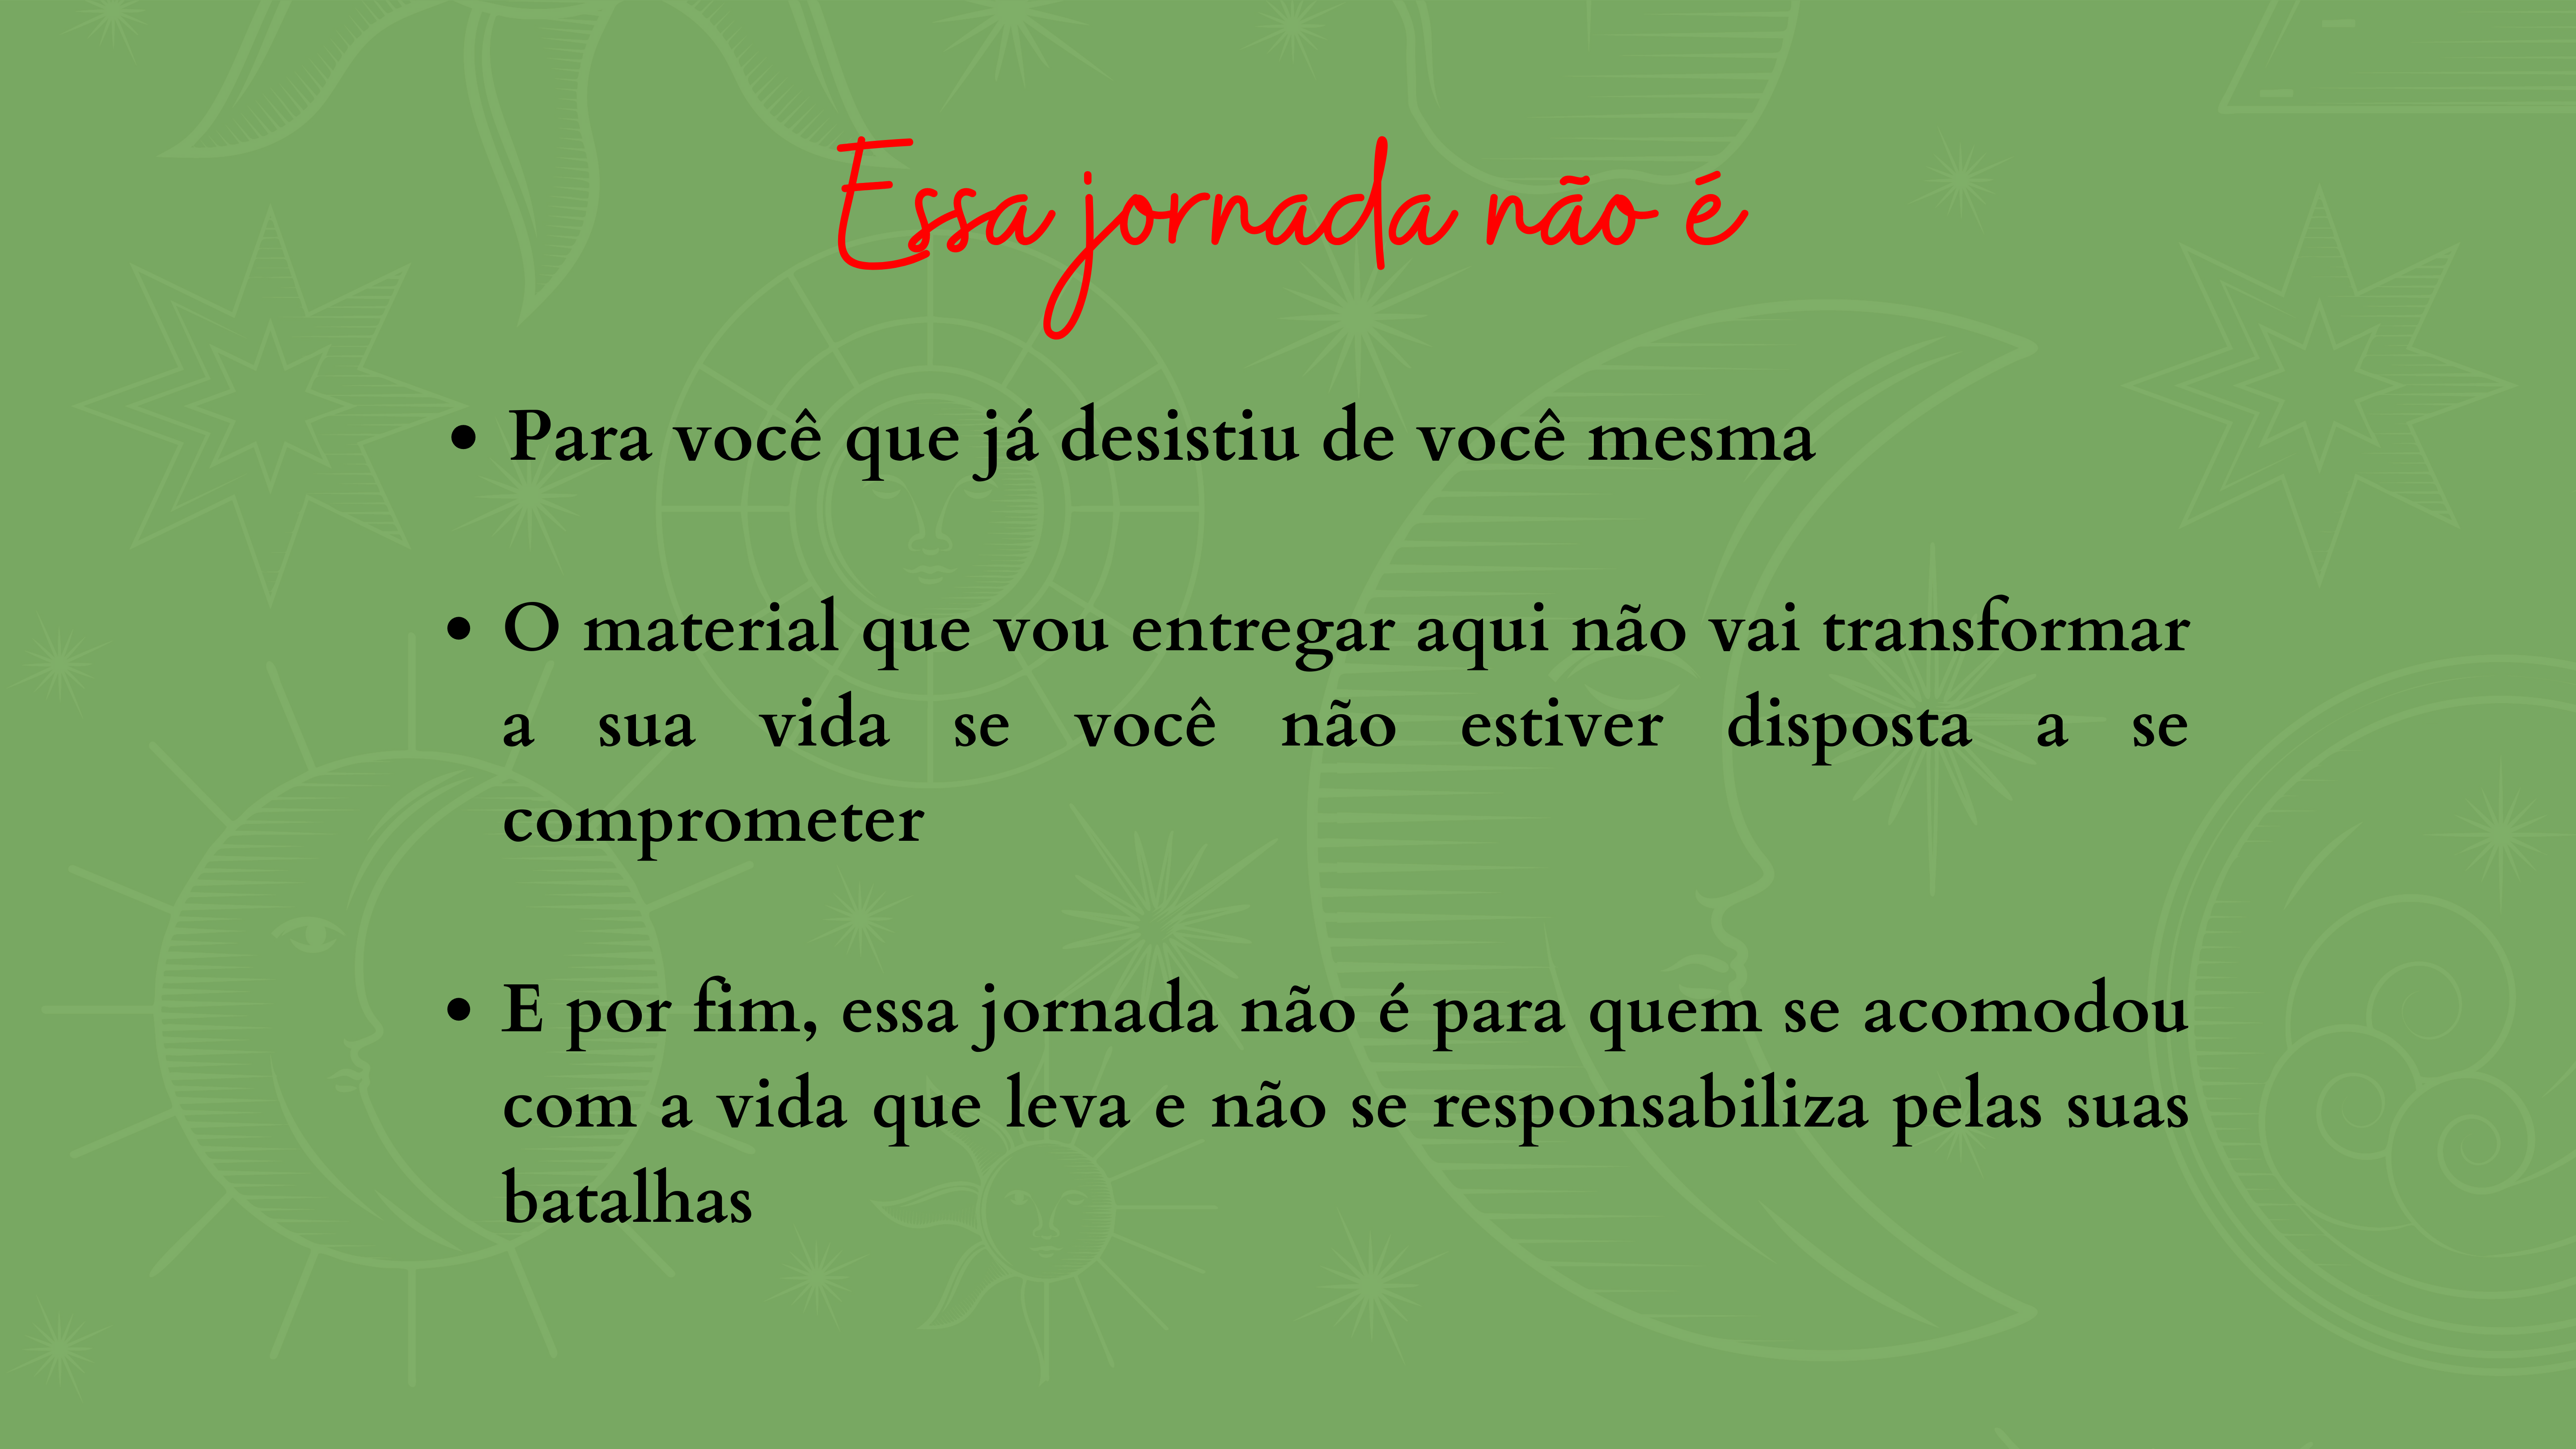 Essa jornada não é
• Para você que já desistiu de você mesma
• O material que vou entregar aqui não vai transformar
a sua vida se você não estiver disposta a se
comprometer
• E por fim, essa jornada não é para quem se acomodou
com a vida que leva e não se responsabiliza pelas suas
batalhas